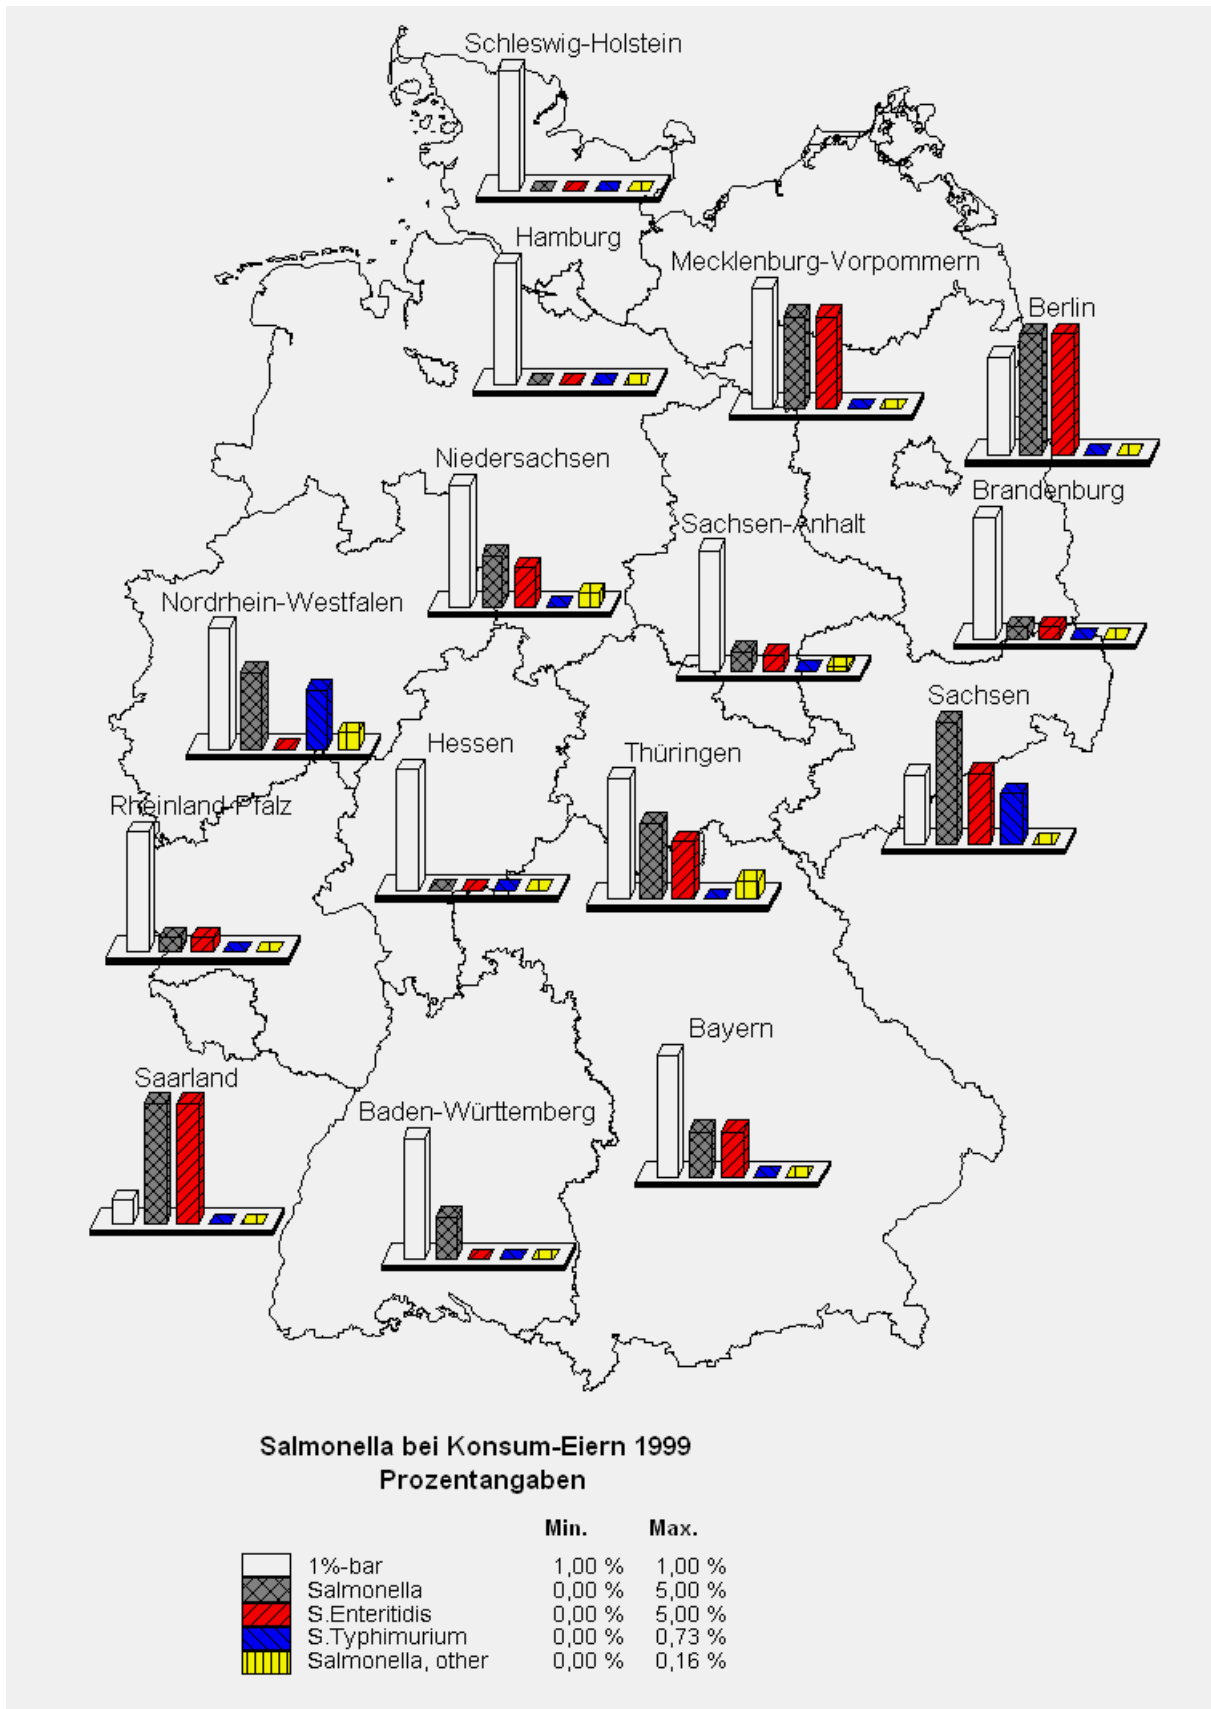 Schleswig-Holstein
Hamburg
Mecklenburg-Vorpommern
Berlin
Niedersachsen
Brandenburg
Sachsen-Anhalt
Nordrhein-Westfalen
Sachsen
Hessen
Thüringen
Rheinland-Pfalz
Bayern
Saarland
Baden-Württemberg
Salmonella bei Konsum-Eiern 1999
Prozentangaben
Min. Max.
1%-bar 1,00 % 1,00 %
Salmonella 0,00 % 5,00 %
S.Enteritidis 0,00 % 5,00 %
S.Typhimurium 0,00 % 0,73 %
Salmonella, other 0,00 % 0,16 %